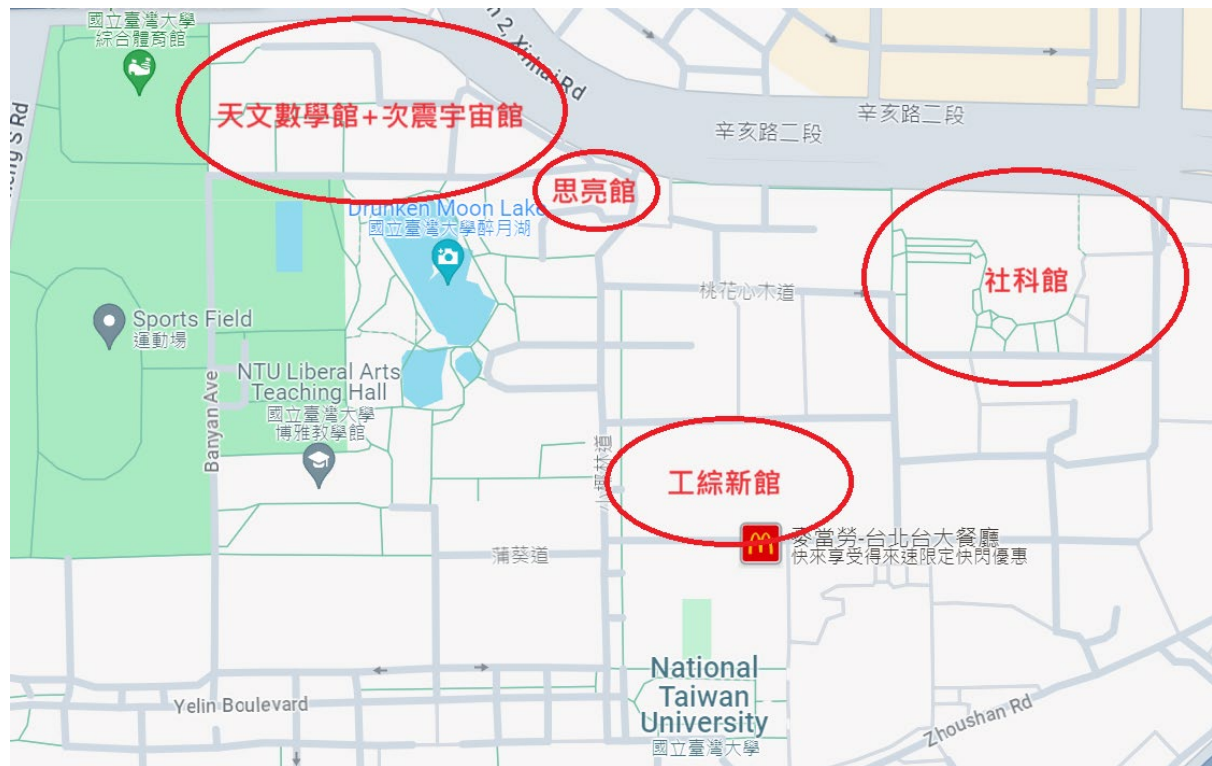 國立臺灣大學
綜合體育館
n 2, Xinhai Rd
天文數學館+次震宇宙館
辛亥路二段
辛亥路二段
思亮館
Drunken Moon Lake
國立臺灣大學醉月湖
社科館
桃花心木道
Sports Field
運動場
NTU Liberal Arts
Teaching Hall
國立臺灣大學
博雅教學館
Banyan Ave
小椰林道
工綜新館
麥當勞-台北台大餐廳
快來享受得來速限定快閃優惠
蒲葵道
National
Taiwan
University
國立臺灣大學
Yelin Boulevard
Zhoushan Rd